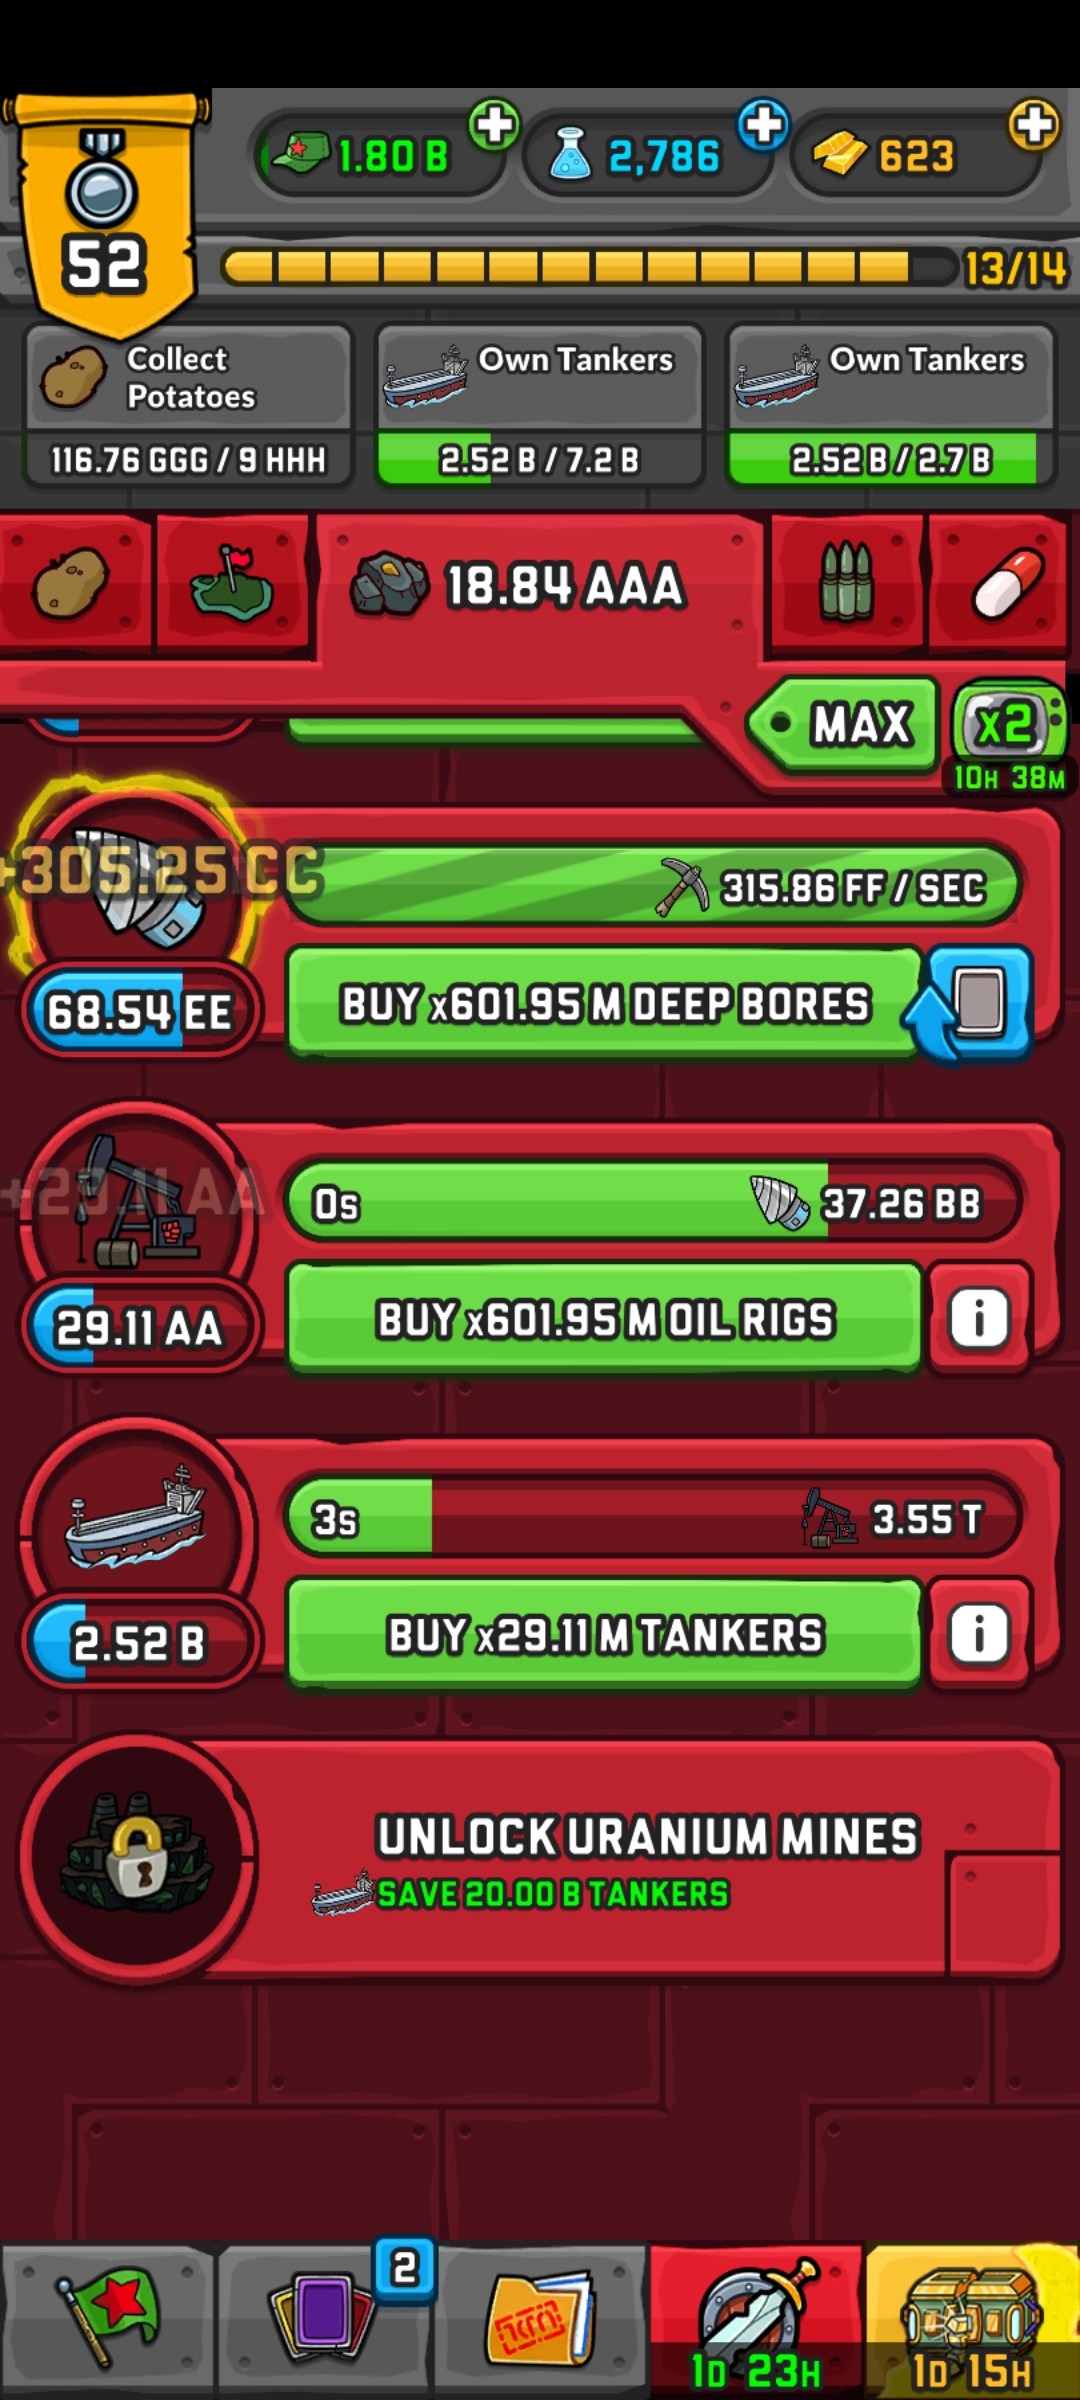 1.80 B
2,786
623
52
13/14
Collect
Potatoes
116.76 GGG / 9 HHH
Own Tankers
2.52 B / 7.2 B
Own Tankers
2.52 B / 2.7 B
18.84 AAA
MAX
x2
10H 38M
+305.25 CC
315.86 FF / SEC
68.54 EE
BUY x601.95 M DEEP BORES
+29.11 AA
0s
37.26 BB
29.11 AA
BUY x601.95 M OIL RIGS
i
3s
3.55 T
2.52 B
BUY x29.11 M TANKERS
i
UNLOCK URANIUM MINES
SAVE 20.00 B TANKERS
2
1D 23H
1D 15H